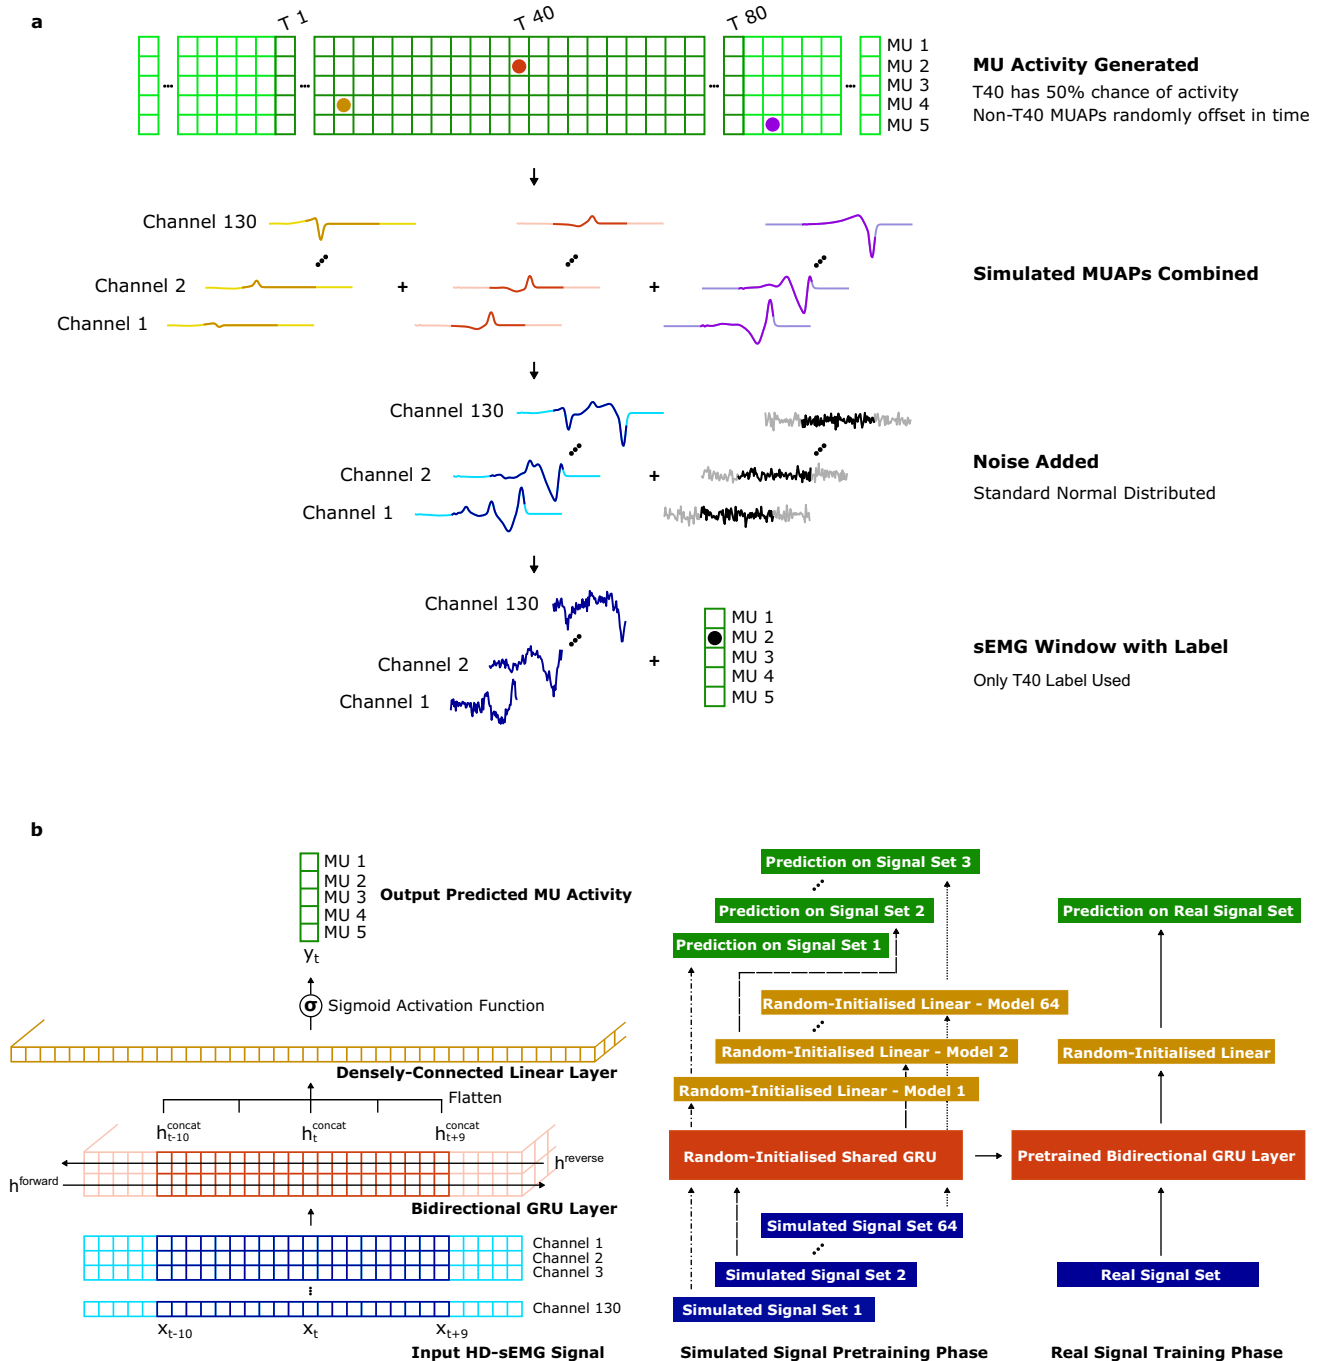 a
T 1
T 40
T 80
MU 1
MU 2
MU 3
MU 4
MU 5
MU Activity Generated
T40 has 50% chance of activity
Non-T40 MUAPs randomly offset in time
Channel 130
Channel 2
+
+
Channel 1
Simulated MUAPs Combined
Channel 130
Channel 2
+
Channel 1
Noise Added
Standard Normal Distributed
Channel 130
Channel 2
+
Channel 1
MU 1
MU 2
MU 3
MU 4
MU 5
sEMG Window with Label
Only T40 Label Used
b
MU 1
MU 2
MU 3
MU 4
MU 5
Output Predicted MU Activity
yt
σ Sigmoid Activation Function
Densely-Connected Linear Layer
Flatten
h concat t-10
h concat t
h concat t+9
h reverse
h forward
Bidirectional GRU Layer
Channel 1
Channel 2
Channel 3
Channel 130
xt-10
xt
xt+9
Input HD-sEMG Signal
Prediction on Signal Set 3
Prediction on Signal Set 2
Prediction on Signal Set 1
Random-Initialised Linear - Model 64
Random-Initialised Linear - Model 2
Random-Initialised Linear - Model 1
Random-Initialised Shared GRU
Simulated Signal Set 64
Simulated Signal Set 2
Simulated Signal Set 1
Simulated Signal Pretraining Phase
Prediction on Real Signal Set
Random-Initialised Linear
Pretrained Bidirectional GRU Layer
Real Signal Set
Real Signal Training Phase